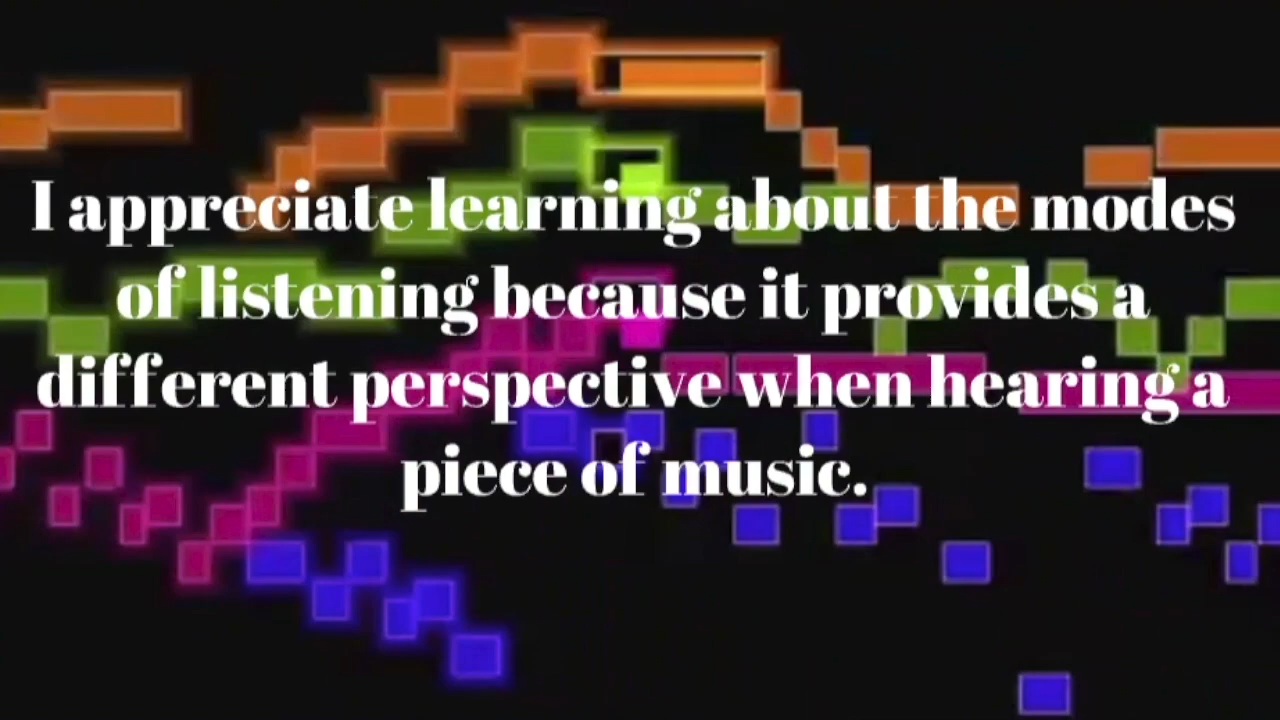 I appreciate learning about the modes
of listening because it provides a
different perspective when hearing a
piece of music.